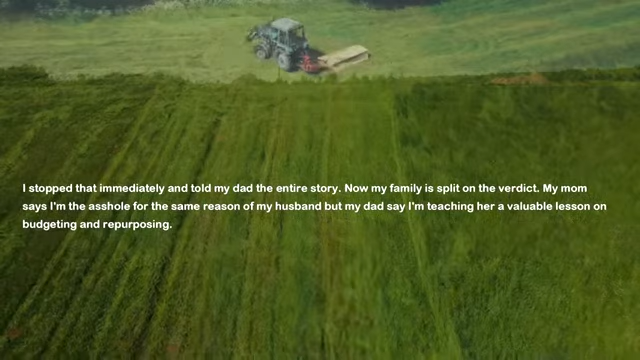 I stopped that immediately and told my dad the entire story. Now my family is split on the verdict. My mom
says I'm the asshole for the same reason of my husband but my dad say I'm teaching her a valuable lesson on
budgeting and repurposing.